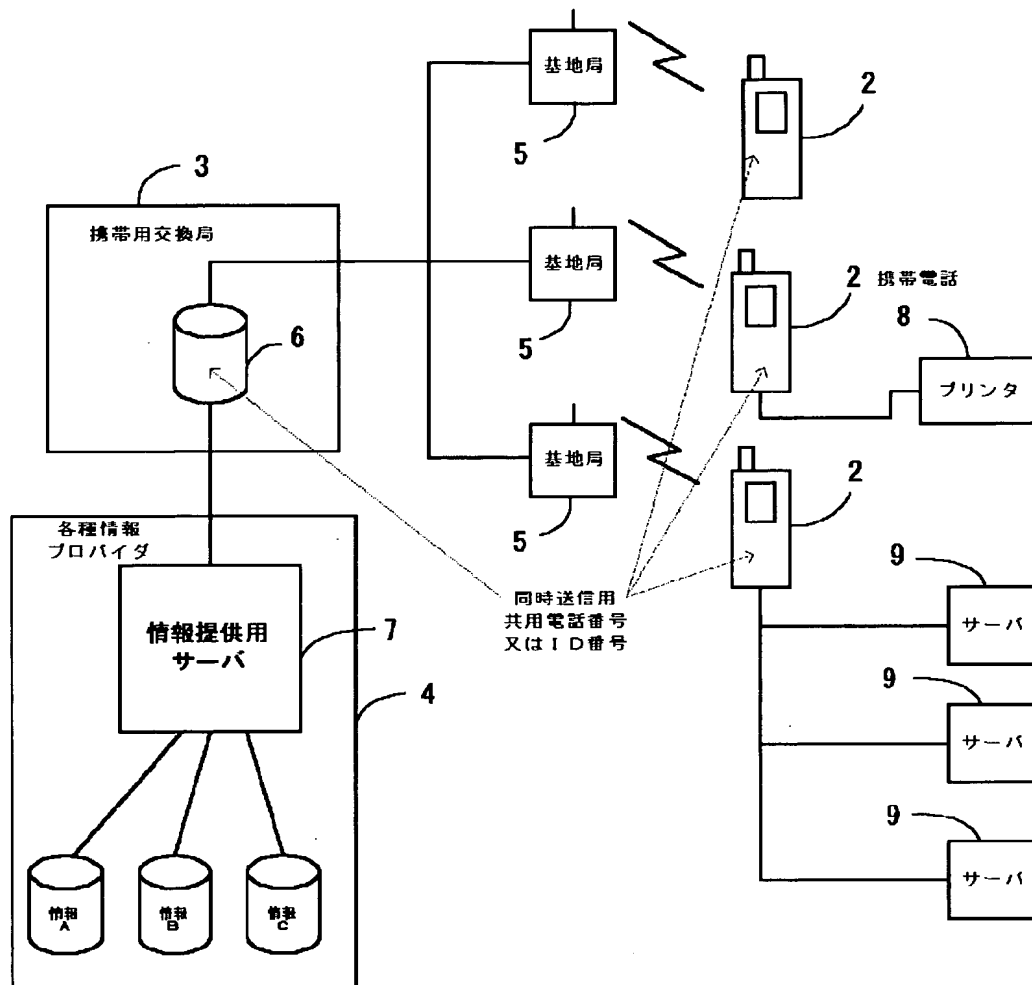 基地局
5
2
3
携帯用交換局
6
基地局
5
2 携帯電話
8
プリンタ
基地局
5
2
各種情報
プロバイダ
情報提供用
サーバ
7
4
同時送信用
共用電話番号
又はＩＤ番号
9
サーバ
9
サーバ
9
サーバ
情報
A
情報
B
情報
C